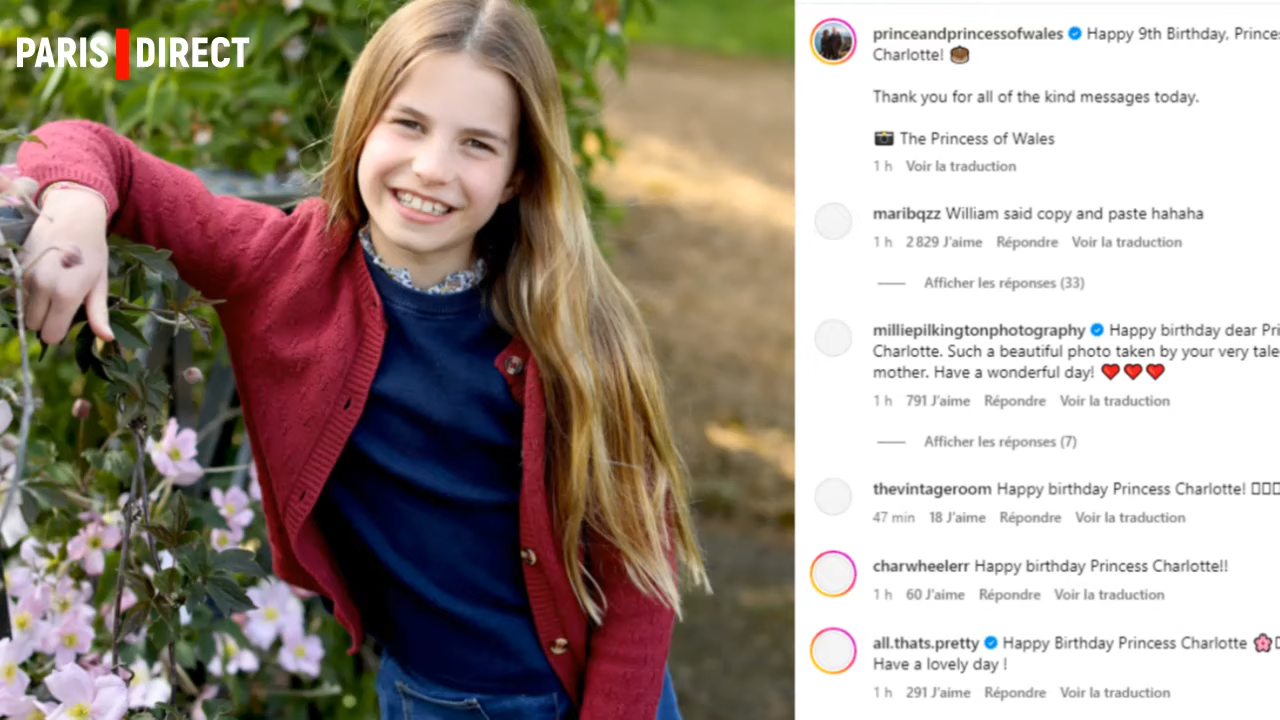 PARIS DIRECT
princeandprincessofwales Happy 9th Birthday, Princes
Charlotte! 🎂
Thank you for all of the kind messages today.
📸 The Princess of Wales
1 h Voir la traduction
maribqzz William said copy and paste hahaha
1 h 2 829 J'aime Répondre Voir la traduction
Afficher les réponses (33)
milliepilkingtonphotography Happy birthday dear Pri
Charlotte. Such a beautiful photo taken by your very tale
mother. Have a wonderful day! ❤️❤️❤️
1 h 791 J'aime Répondre Voir la traduction
Afficher les réponses (7)
thevintageroom Happy birthday Princess Charlotte!
47 min 18 J'aime Répondre Voir la traduction
charwheelerr Happy birthday Princess Charlotte!!
1 h 60 J'aime Répondre Voir la traduction
all.thats.pretty Happy Birthday Princess Charlotte 🌸
Have a lovely day !
1 h 291 J'aime Répondre Voir la traduction